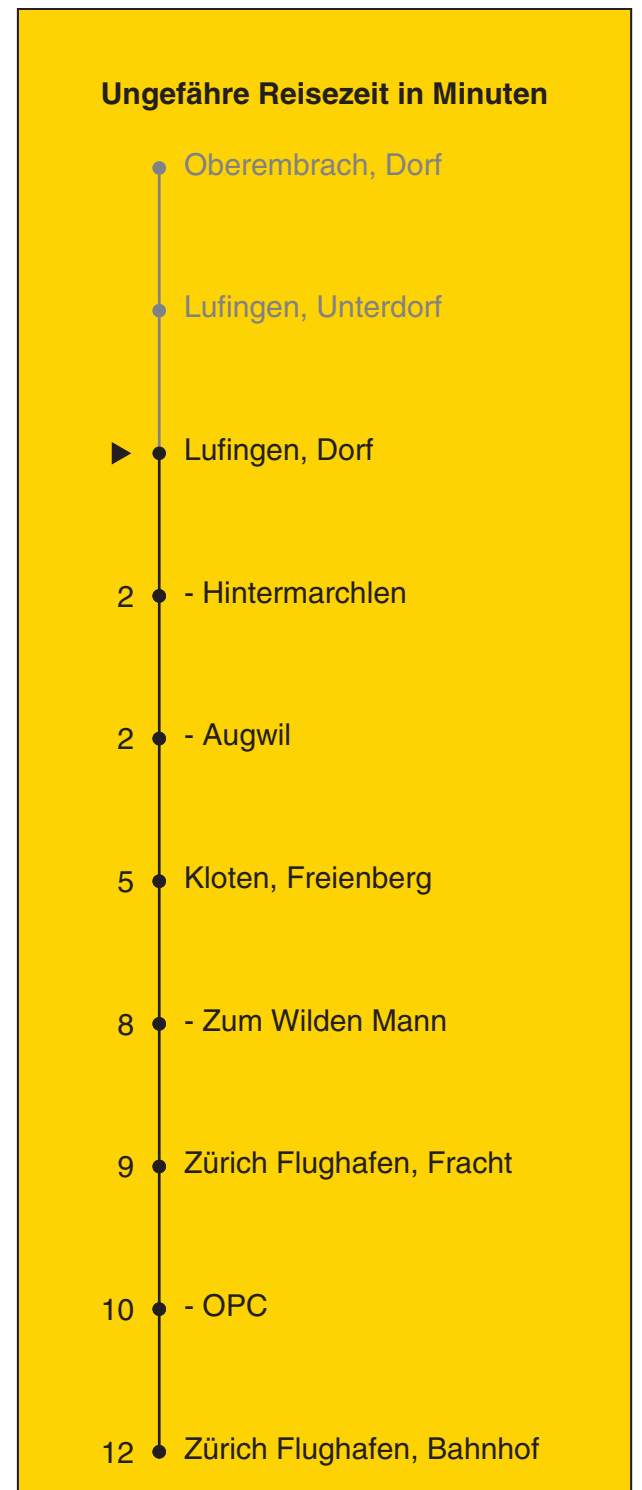 Ungefähre Reisezeit in Minuten
Oberembrach, Dorf
Lufingen, Unterdorf
Lufingen, Dorf
2 - Hintermarchlen
2 - Augwil
5 Kloten, Freienberg
8 - Zum Wilden Mann
9 Zürich Flughafen, Fracht
10 - OPC
12 Zürich Flughafen, Bahnhof